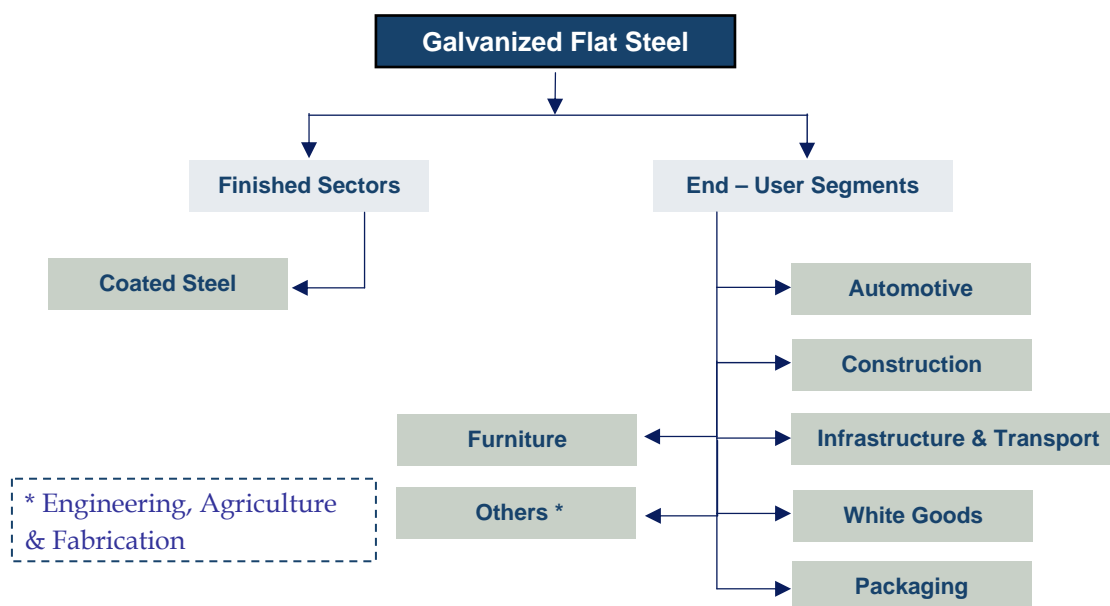 Galvanized Flat Steel
Finished Sectors
End – User Segments
Coated Steel
Automotive
Construction
Furniture
Infrastructure & Transport
* Engineering, Agriculture
& Fabrication
Others *
White Goods
Packaging